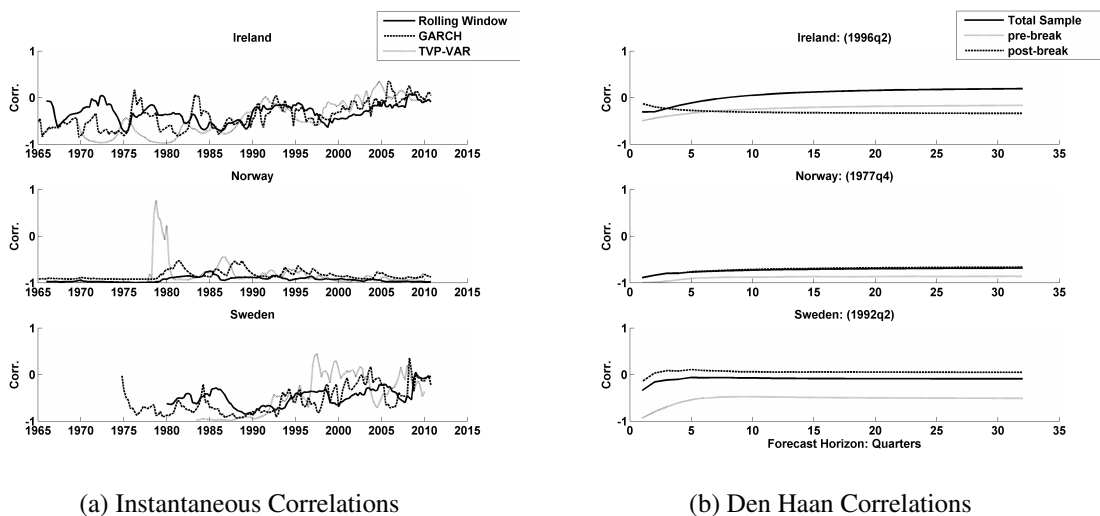 Rolling Window
GARCH
TVP-VAR
Ireland
Corr.
1
0
-1
1965 1970 1975 1980 1985 1990 1995 2000 2005 2010 2015
Norway
Corr.
1
0
-1
1965 1970 1975 1980 1985 1990 1995 2000 2005 2010 2015
Sweden
Corr.
1
0
-1
1965 1970 1975 1980 1985 1990 1995 2000 2005 2010 2015
(a) Instantaneous Correlations
Total Sample
pre-break
post-break
Ireland: (1996q2)
Corr.
1
0
-1
0 5 10 15 20 25 30 35
Norway: (1977q4)
Corr.
1
0
-1
0 5 10 15 20 25 30 35
Sweden: (1992q2)
Corr.
1
0
-1
0 5 10 15 20 25 30 35
Forecast Horizon: Quarters
(b) Den Haan Correlations